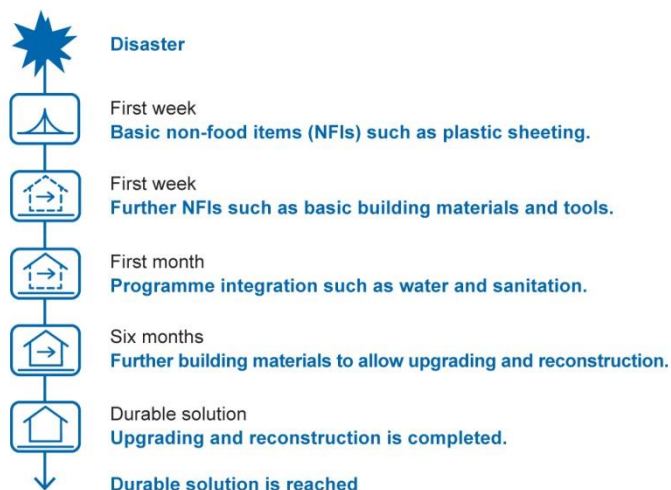 Disaster
First week
Basic non-food items (NFIs) such as plastic sheeting.
First week
Further NFIs such as basic building materials and tools.
First month
Programme integration such as water and sanitation.
Six months
Further building materials to allow upgrading and reconstruction.
Durable solution
Upgrading and reconstruction is completed.
Durable solution is reached